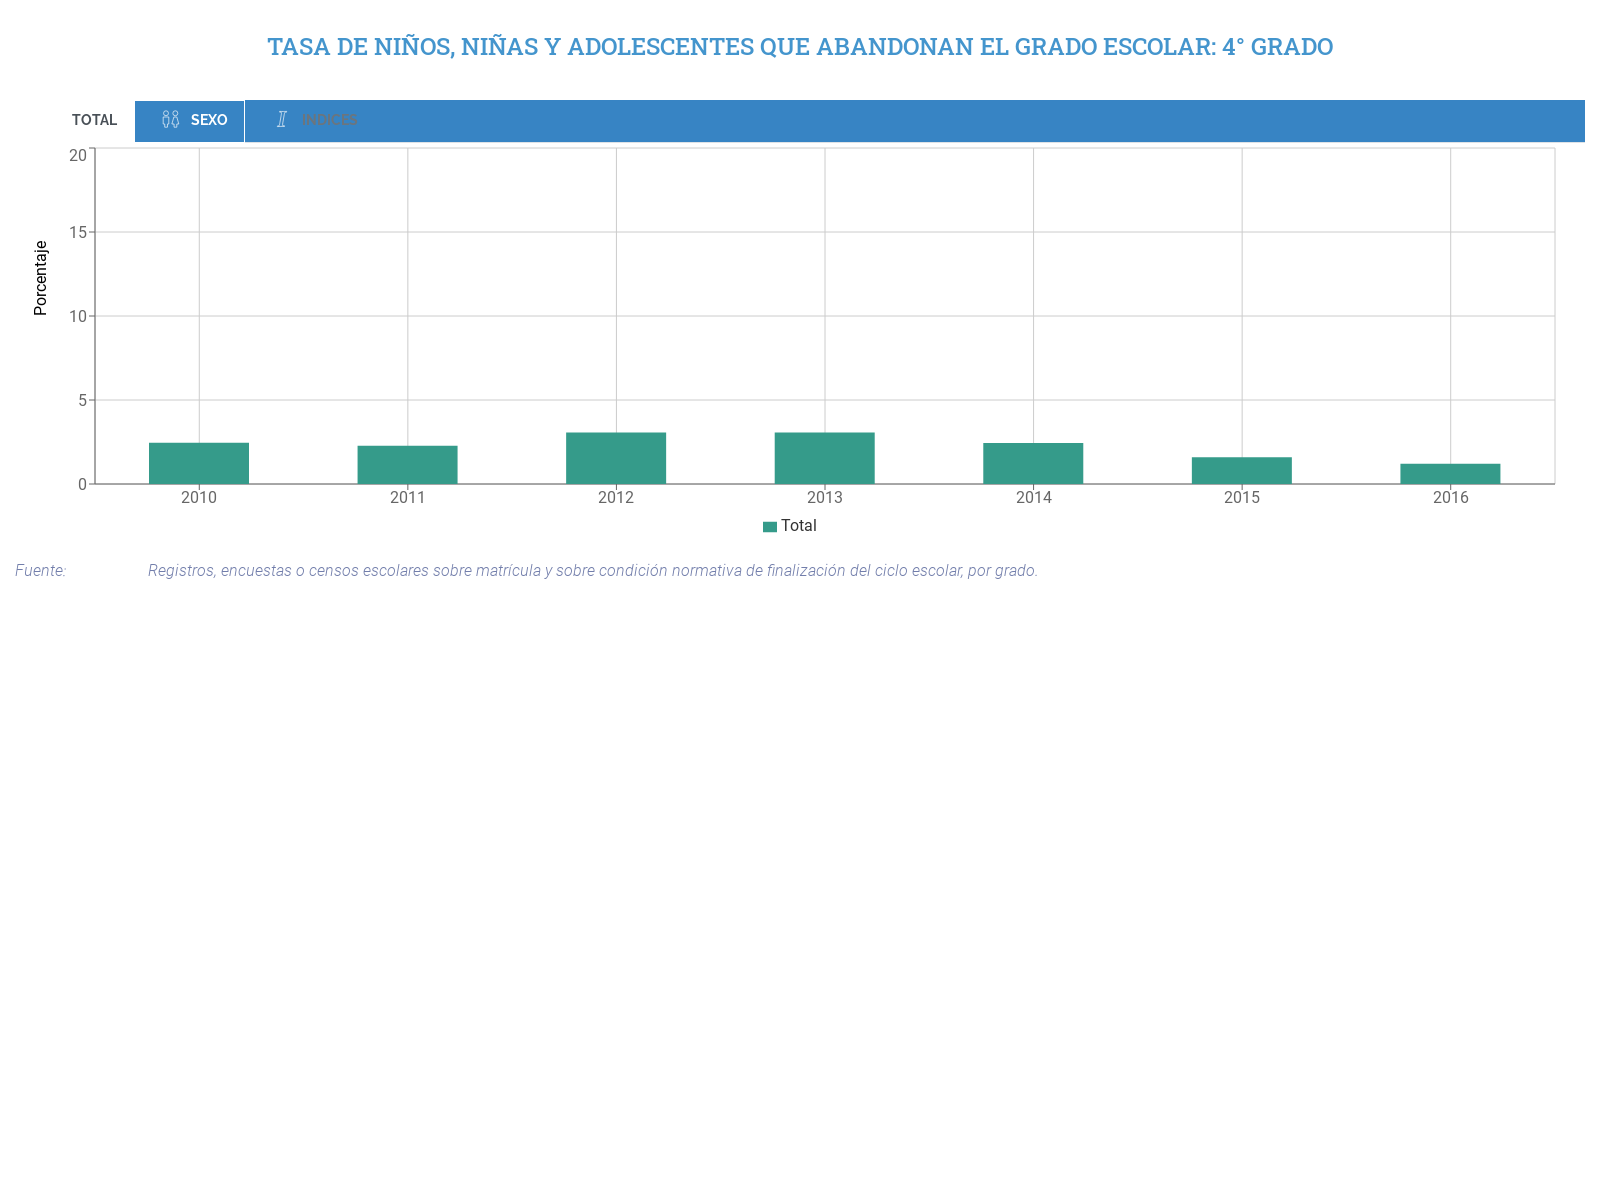 TASA DE NIÑOS, NIÑAS Y ADOLESCENTES QUE ABANDONAN EL GRADO ESCOLAR: 4° GRADO
TOTAL SEXO INDICES
20
15
10
5
0
Porcentaje
2010 2011 2012 2013 2014 2015 2016
Total
Fuente: Registros, encuestas o censos escolares sobre matrícula y sobre condición normativa de finalización del ciclo escolar, por grado.